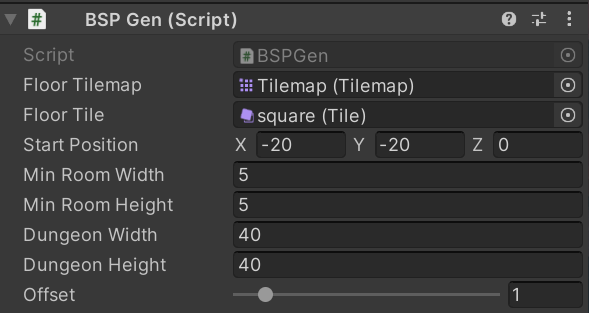 # BSP Gen (Script)
Script # BSPGen
Floor Tilemap Tilemap (Tilemap)
Floor Tile square (Tile)
Start Position X -20 Y -20 Z 0
Min Room Width 5
Min Room Height 5
Dungeon Width 40
Dungeon Height 40
Offset 1